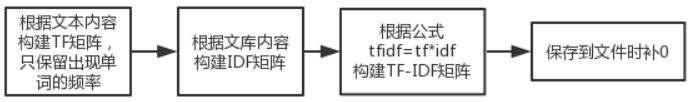 根据文本内容
构建TF矩阵，
只保留出现单
词的频率
根据文库内容
构建IDF矩阵
根据公式
tfidf=tf*idf
构建TF-IDF矩阵
保存到文件时补0